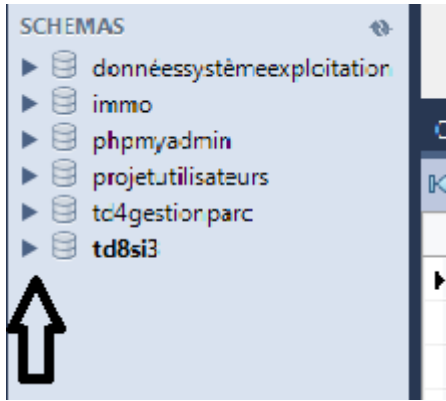 SCHEMAS
donnéessystèmeexploitation
immo
phpmyadmin
projetutilisateurs
td4gestionparc
td8si3